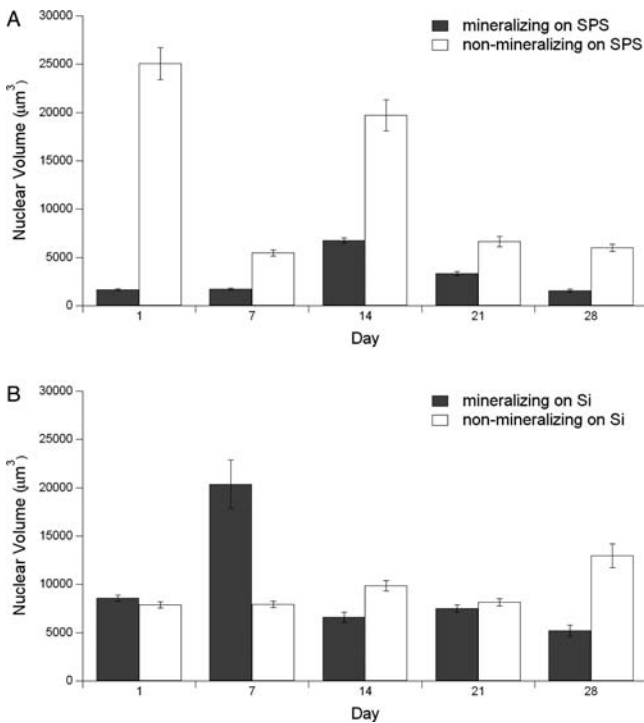 A
mineralizing on SPS
non-mineralizing on SPS
Nuclear Volume (μm³)
30000
25000
20000
15000
10000
5000
0
1 7 14 21 28
Day
B
mineralizing on Si
non-mineralizing on Si
Nuclear Volume (μm³)
30000
25000
20000
15000
10000
5000
0
1 7 14 21 28
Day